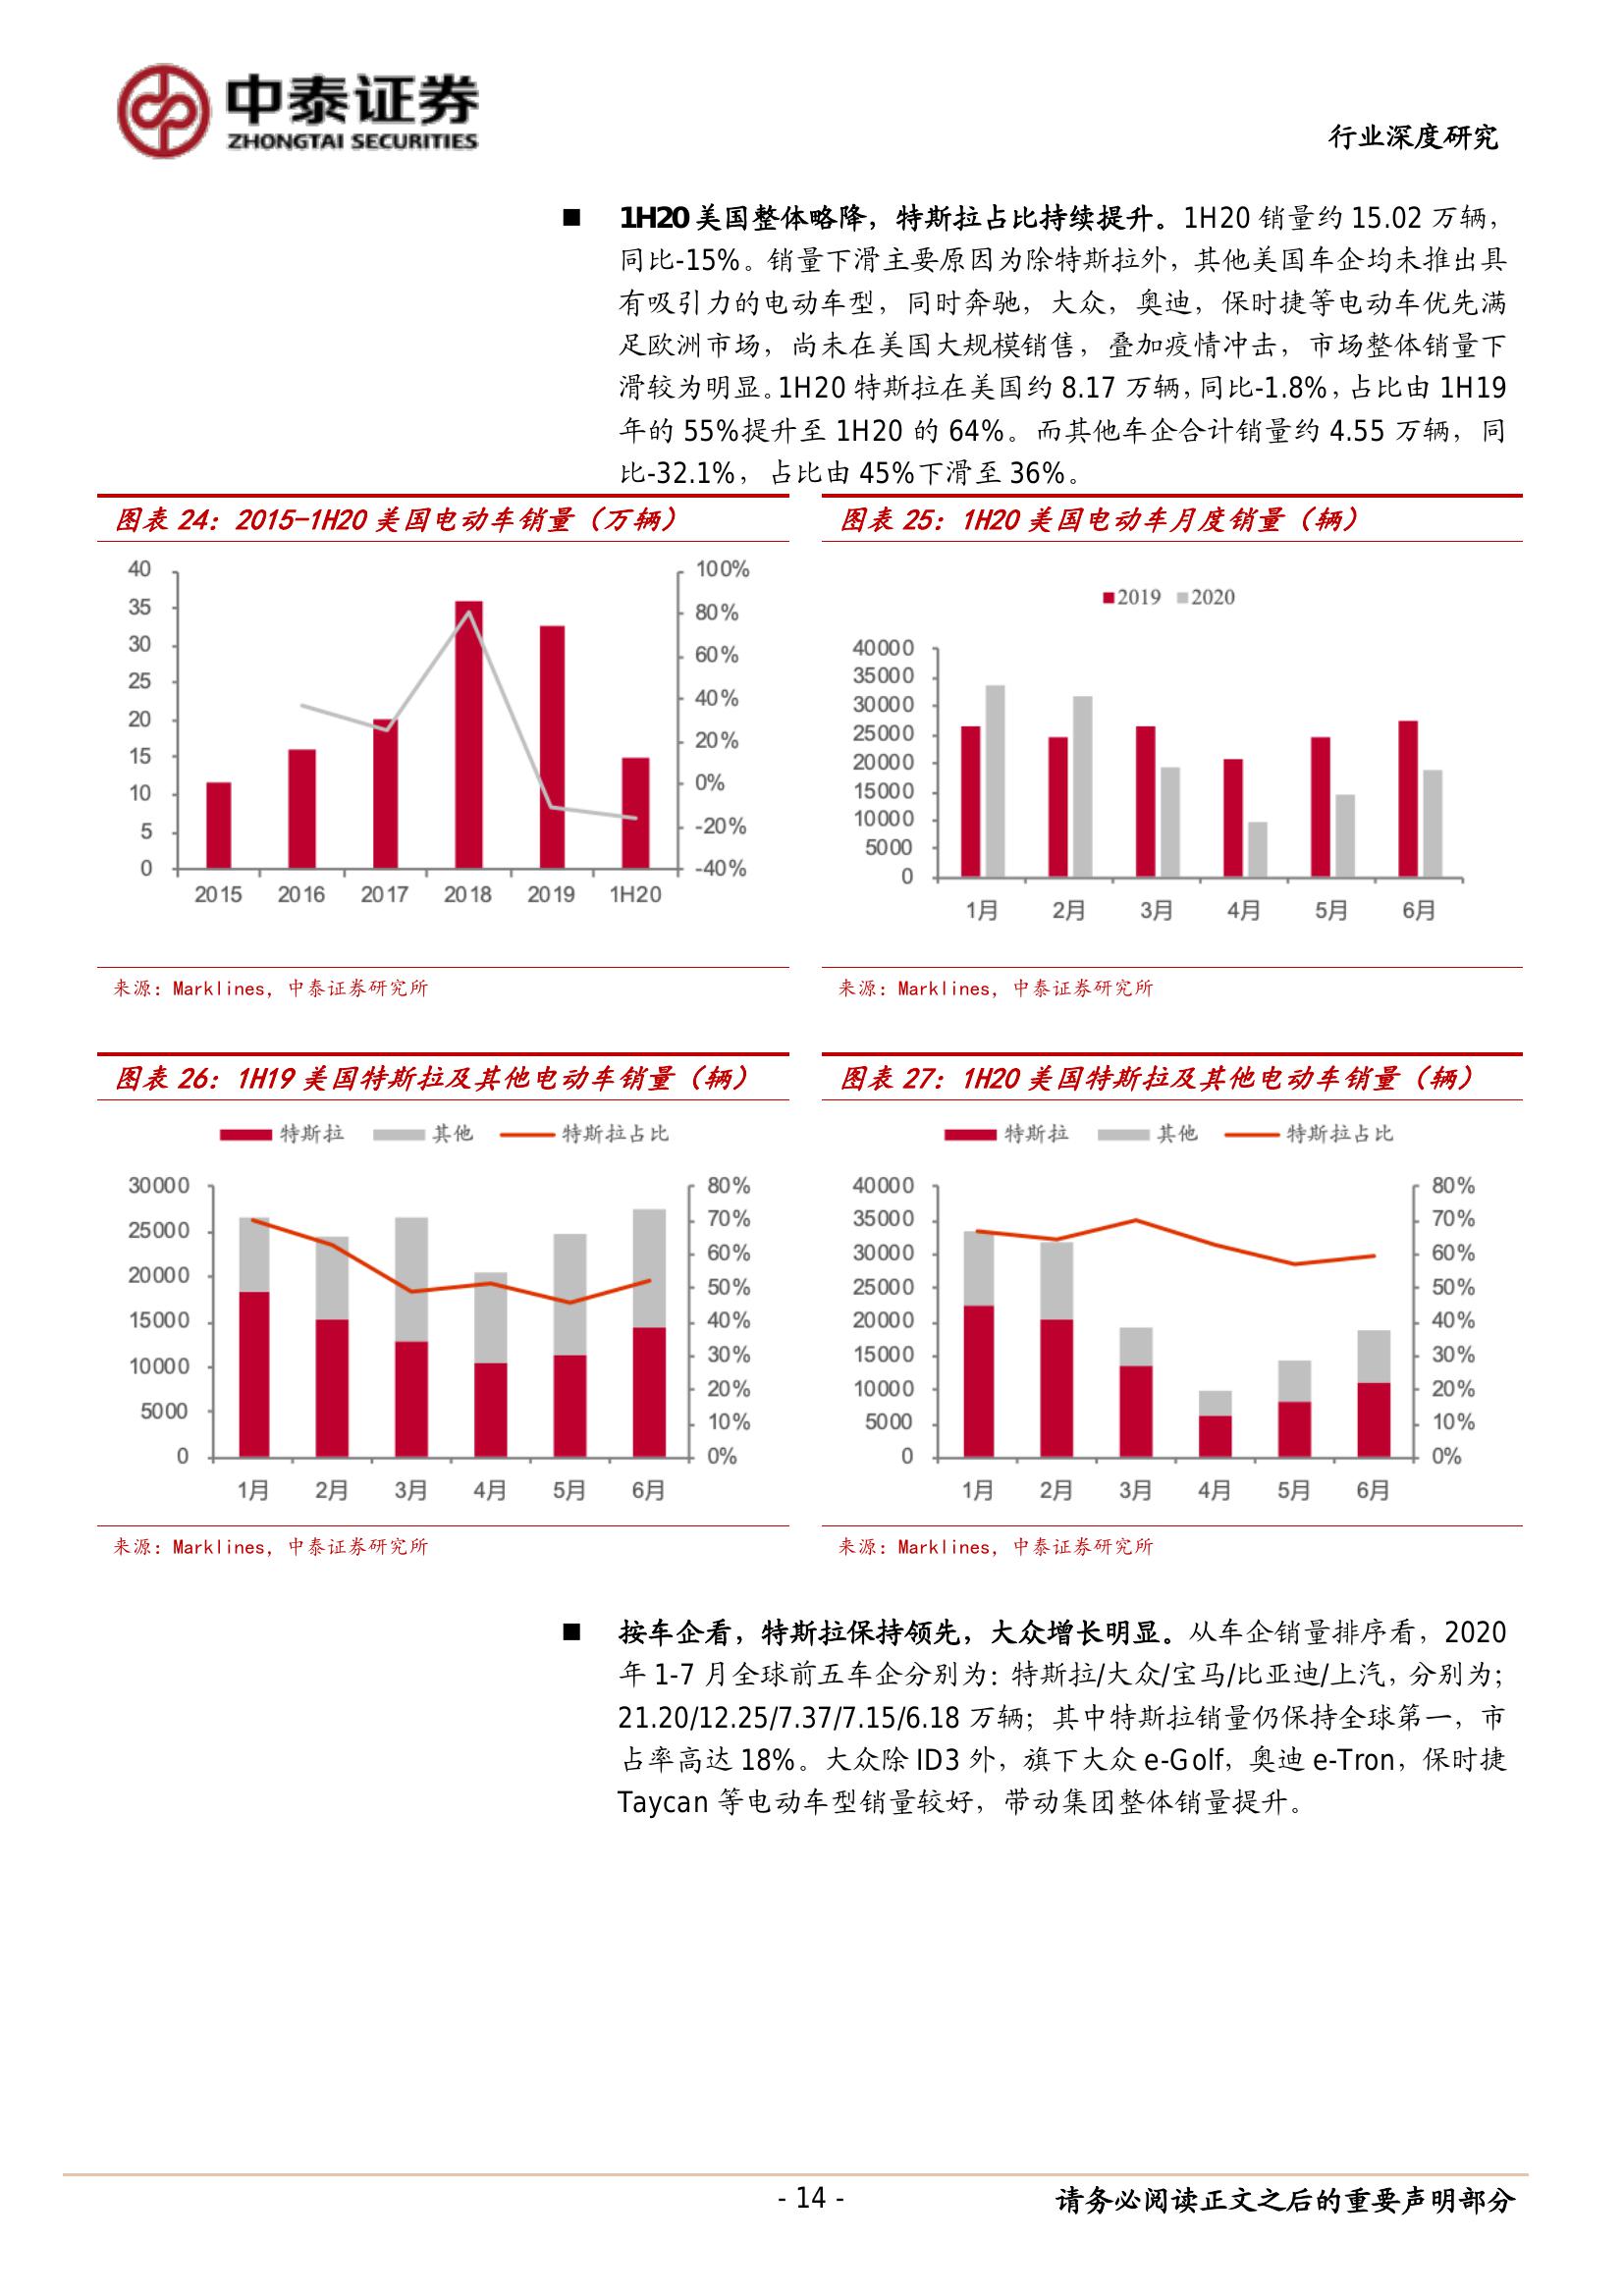 中泰证券
ZHONGTAI SECURITIES
行业深度研究
■ 1H20 美国整体略降，特斯拉占比持续提升。1H20 销量约 15.02 万辆，
同比-15%。销量下滑主要原因为除特斯拉外，其他美国车企均未推出具
有吸引力的电动车型，同时奔驰，大众，奥迪，保时捷等电动车优先满
足欧洲市场，尚未在美国大规模销售，叠加疫情冲击，市场整体销量下
滑较为明显。1H20 特斯拉在美国约 8.17 万辆，同比-1.8%，占比由 1H19
年的 55%提升至 1H20 的 64%。而其他车企合计销量约 4.55 万辆，同
比-32.1%，占比由 45%下滑至 36%。
图表 24：2015-1H20 美国电动车销量（万辆）
40
35
30
25
20
15
10
5
0
100%
80%
60%
40%
20%
0%
-20%
-40%
2015 2016 2017 2018 2019 1H20
来源：Marklines，中泰证券研究所
图表 25：1H20 美国电动车月度销量（辆）
2019 2020
40000
35000
30000
25000
20000
15000
10000
5000
0
1月 2月 3月 4月 5月 6月
来源：Marklines，中泰证券研究所
图表 26：1H19 美国特斯拉及其他电动车销量（辆）
特斯拉 其他 特斯拉占比
30000
25000
20000
15000
10000
5000
0
80%
70%
60%
50%
40%
30%
20%
10%
0%
1月 2月 3月 4月 5月 6月
来源：Marklines，中泰证券研究所
图表 27：1H20 美国特斯拉及其他电动车销量（辆）
特斯拉 其他 特斯拉占比
40000
35000
30000
25000
20000
15000
10000
5000
0
80%
70%
60%
50%
40%
30%
20%
10%
0%
1月 2月 3月 4月 5月 6月
来源：Marklines，中泰证券研究所
■ 按车企看，特斯拉保持领先，大众增长明显。从车企销量排序看，2020
年 1-7 月全球前五车企分别为：特斯拉/大众/宝马/比亚迪/上汽，分别为；
21.20/12.25/7.37/7.15/6.18 万辆；其中特斯拉销量仍保持全球第一，市
占率高达 18%。大众除 ID3 外，旗下大众 e-Golf，奥迪 e-Tron，保时捷
Taycan 等电动车型销量较好，带动集团整体销量提升。
- 14 -
请务必阅读正文之后的重要声明部分